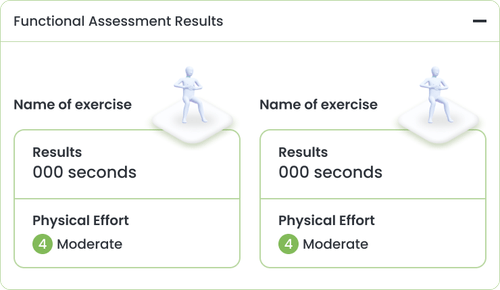 Functional Assessment Results
Name of exercise
Results
000 seconds
Physical Effort
4 Moderate
Name of exercise
Results
000 seconds
Physical Effort
4 Moderate